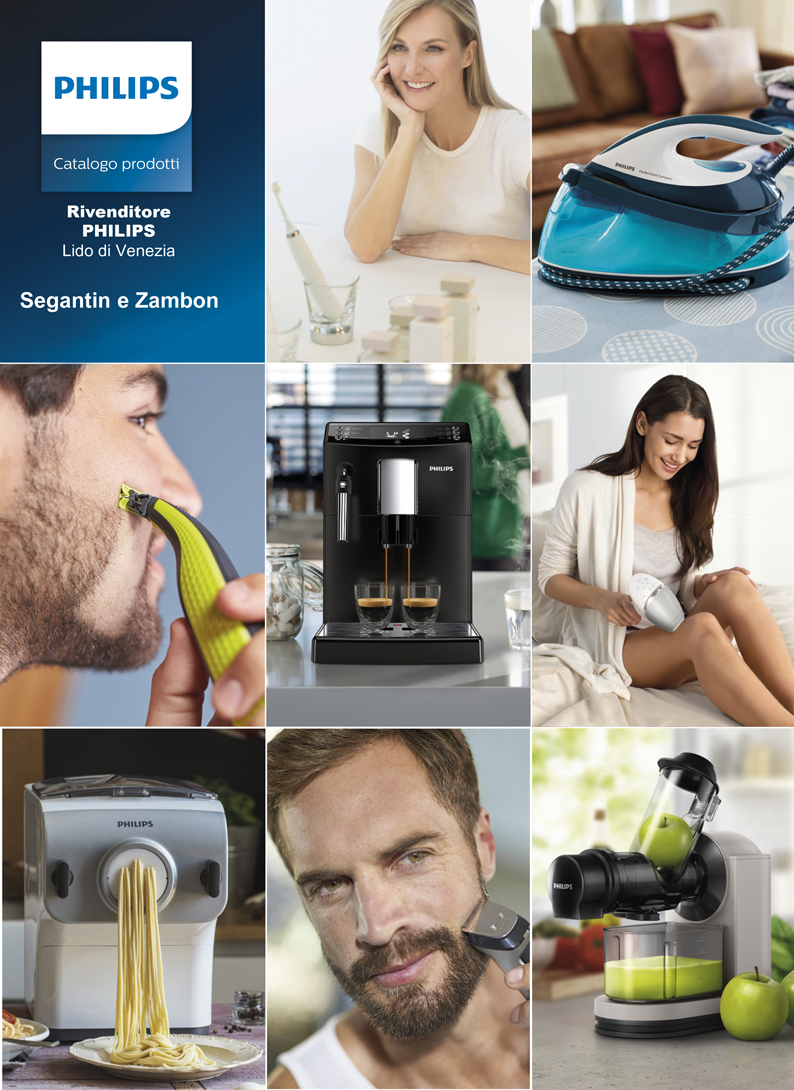 PHILIPS
Catalogo prodotti
Rivenditore
PHILIPS
Lido di Venezia
Segantin e Zambon
PHILIPS
PHILIPS
PHILIPS
PHILIPS